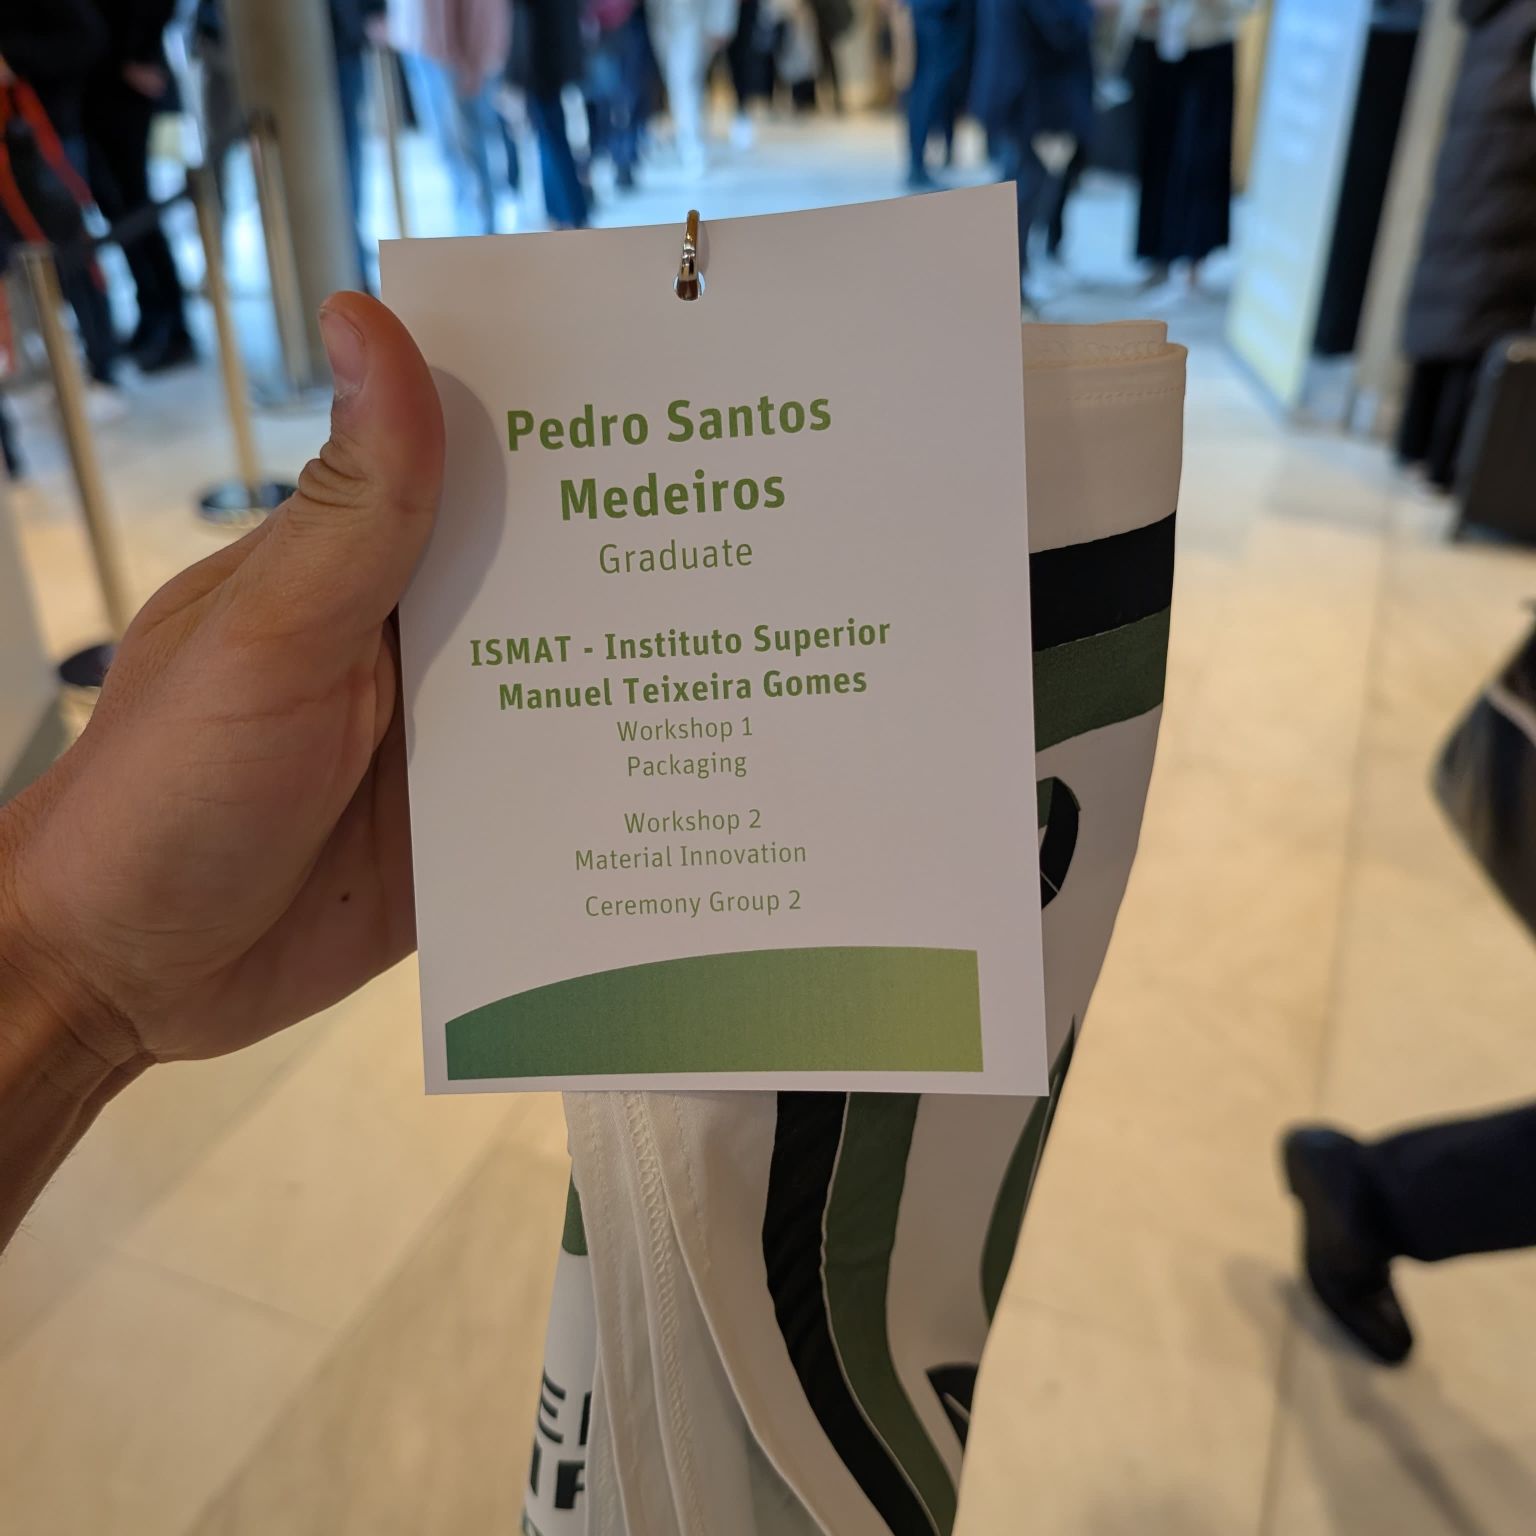 Pedro Santos
Medeiros
Graduate
ISMAT - Instituto Superior
Manuel Teixeira Gomes
Workshop 1
Packaging
Workshop 2
Material Innovation
Ceremony Group 2